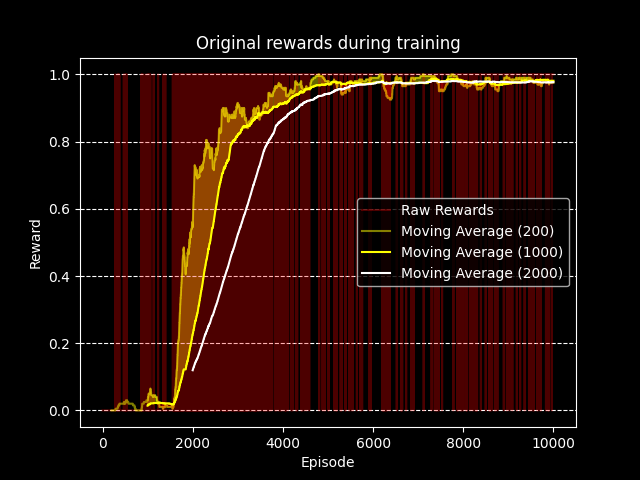 Original rewards during training
1.0
0.8
0.6
0.4
0.2
0.0
Reward
Raw Rewards
Moving Average (200)
Moving Average (1000)
Moving Average (2000)
0 2000 4000 6000 8000 10000
Episode